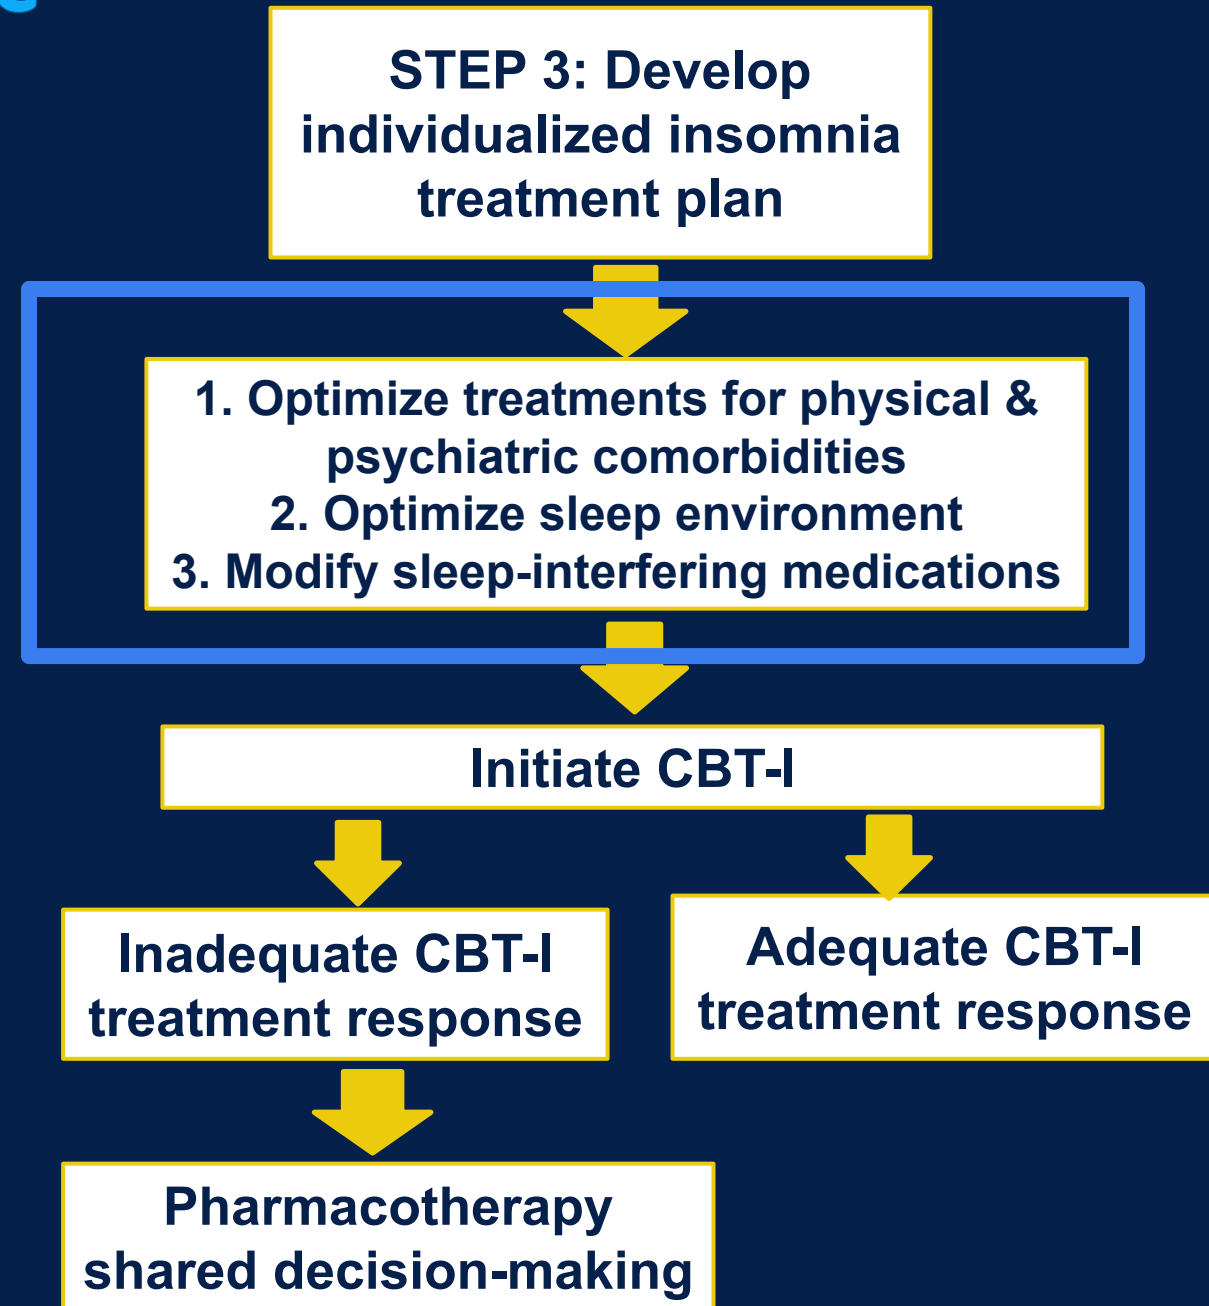 STEP 3: Develop
individualized insomnia
treatment plan
1. Optimize treatments for physical &
psychiatric comorbidities
2. Optimize sleep environment
3. Modify sleep-interfering medications
Initiate CBT-I
Inadequate CBT-I
treatment response
Adequate CBT-I
treatment response
Pharmacotherapy
shared decision-making